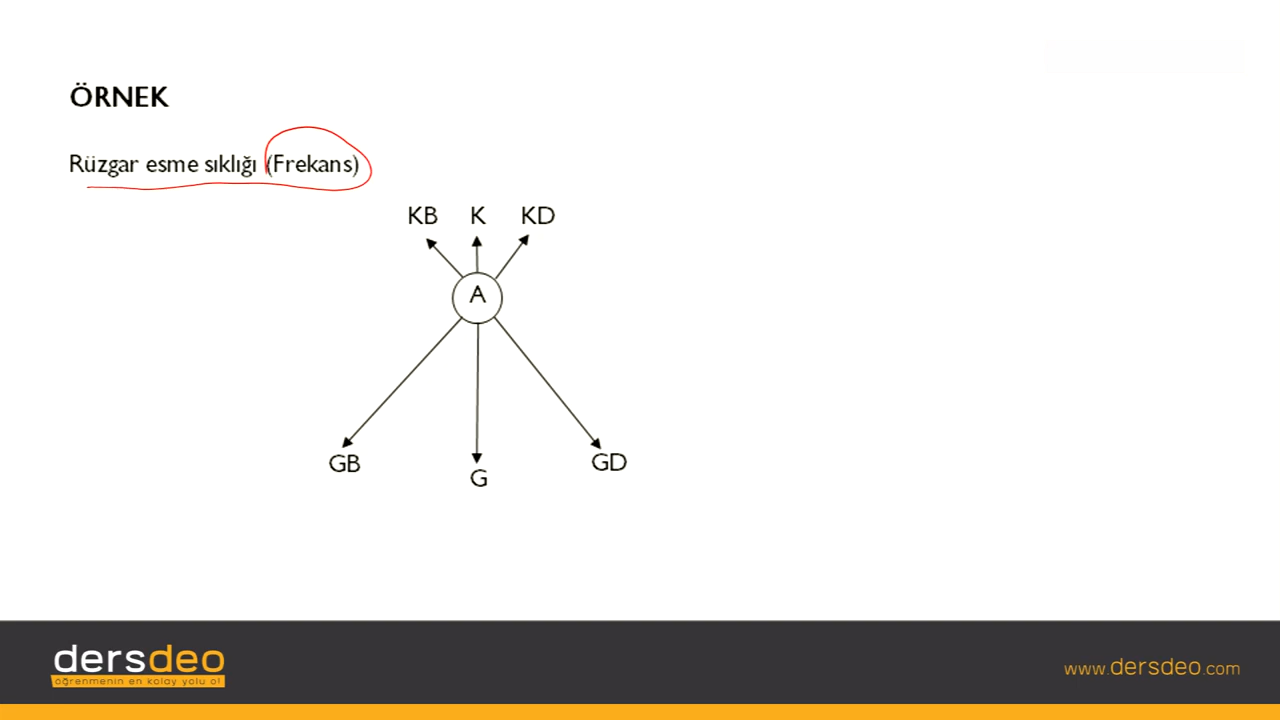 ÖRNEK
Rüzgar esme sıklığı (Frekans)
KB K KD
A
GB G GD
dersdeo
öğrenmenin en kolay yolu o!
www.dersdeo.com